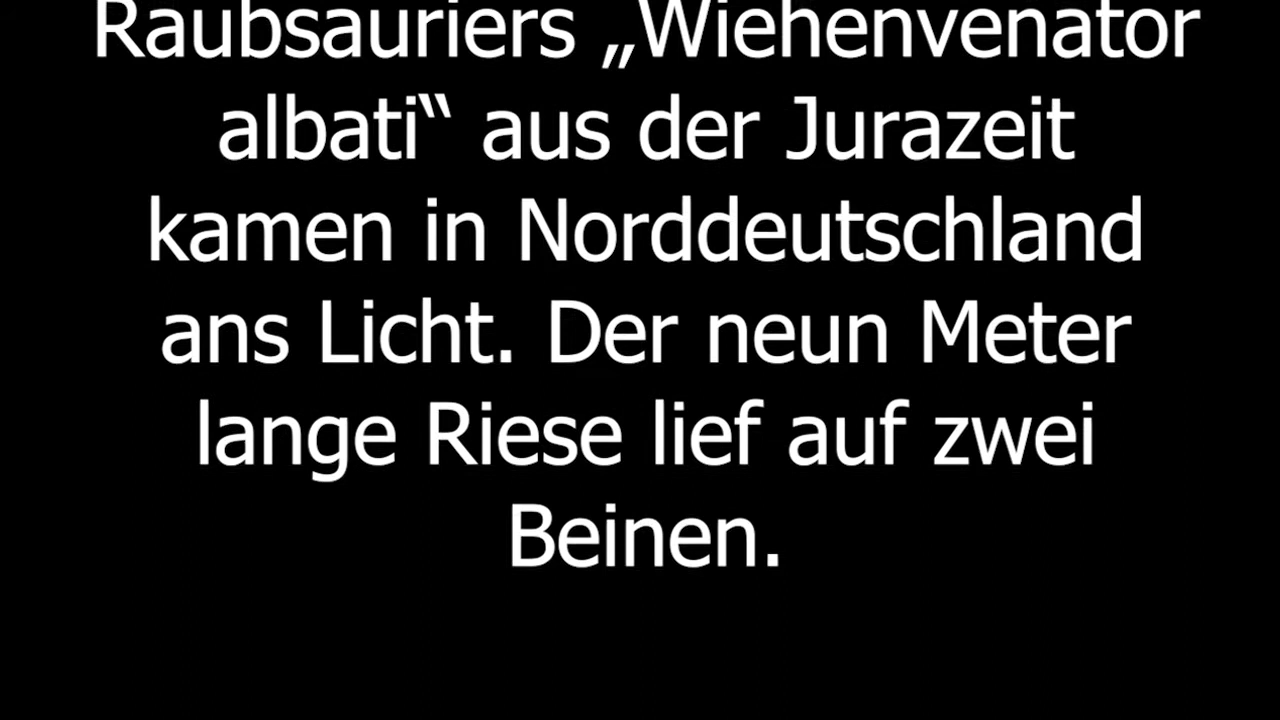 Raubsauriers „Wiehenvenator
albati“ aus der Jurazeit
kamen in Norddeutschland
ans Licht. Der neun Meter
lange Riese lief auf zwei
Beinen.